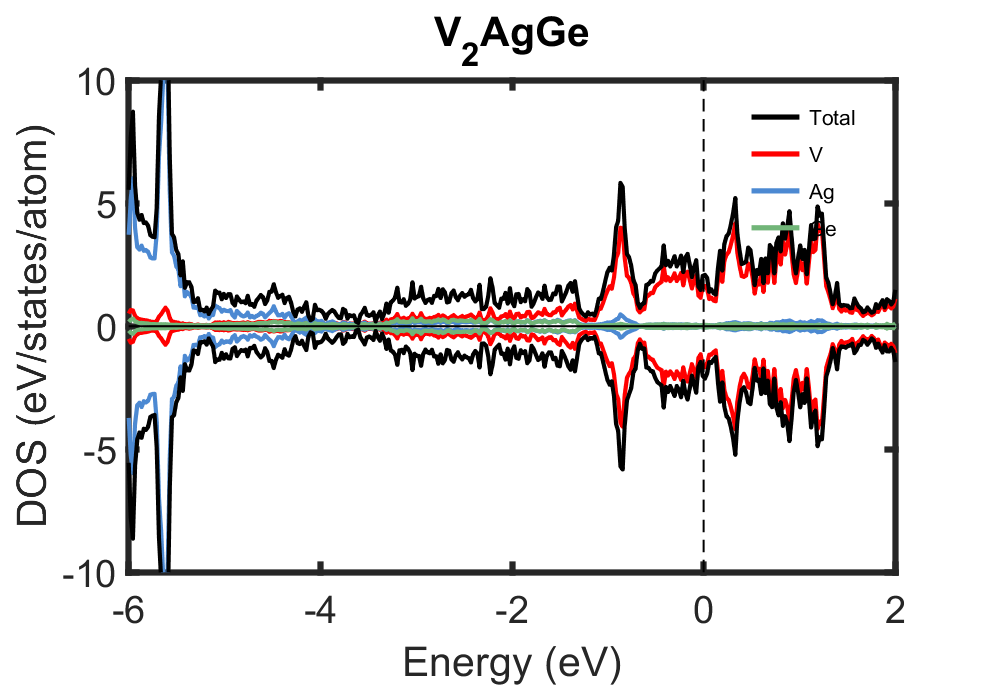 V2AgGe
DOS (eV/states/atom)
10
5
0
-5
-10
Total
V
Ag
Ge
-6
-4
-2
0
2
Energy (eV)